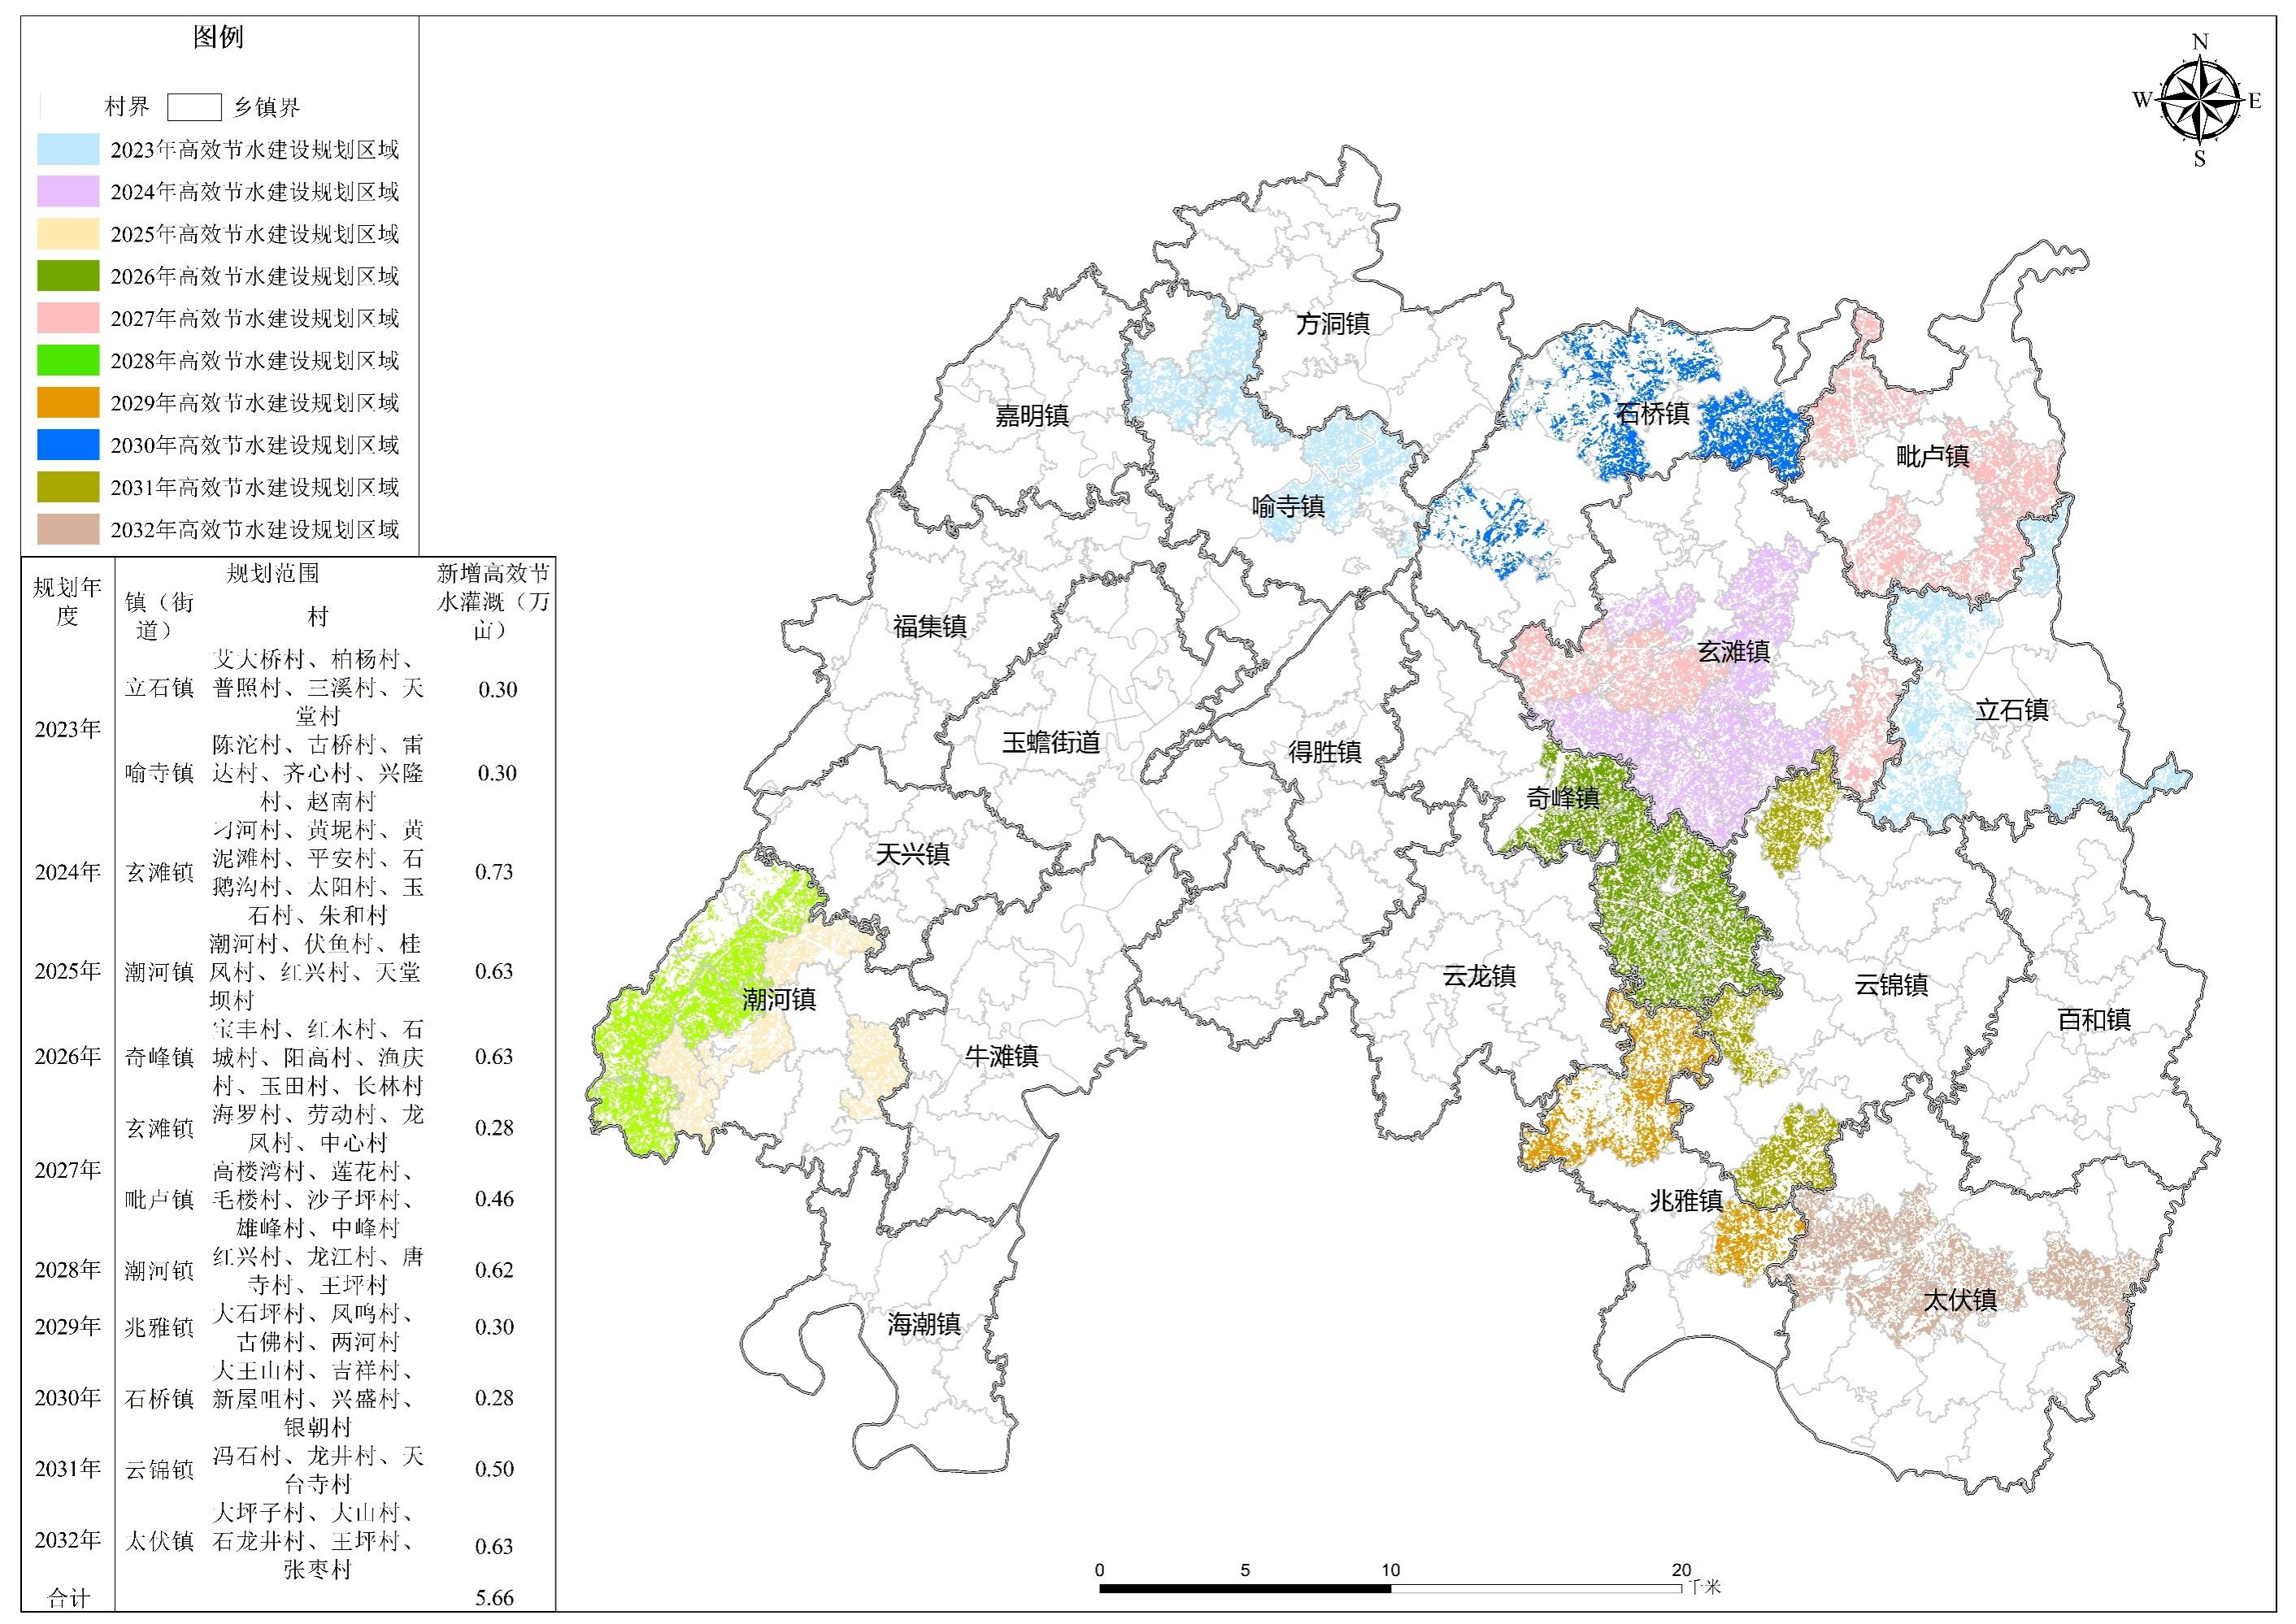 图例
村界 乡镇界
2023年高效节水建设规划区域
2024年高效节水建设规划区域
2025年高效节水建设规划区域
2026年高效节水建设规划区域
2027年高效节水建设规划区域
2028年高效节水建设规划区域
2029年高效节水建设规划区域
2030年高效节水建设规划区域
2031年高效节水建设规划区域
2032年高效节水建设规划区域
规划年
度
规划范围
镇（街
道）
村
新增高效节
水灌溉（万
亩）
2023年
立石镇
艾大桥村、柏杨村、
普照村、三溪村、天
堂村
0.30
喻寺镇
陈沱村、古桥村、雷
达村、齐心村、兴隆
村、赵南村
0.30
2024年
玄滩镇
刁河村、黄坭村、黄
泥滩村、平安村、石
鹅沟村、太阳村、玉
石村、朱和村
0.73
2025年
潮河镇
潮河村、伏鱼村、桂
凤村、红兴村、天堂
坝村
0.63
2026年
奇峰镇
宝丰村、红木村、石
城村、阳高村、渔庆
村、玉田村、长林村
0.63
2027年
玄滩镇
海罗村、劳动村、龙
凤村、中心村
0.28
毗卢镇
高楼湾村、莲花村、
毛楼村、沙子坪村、
雄峰村、中峰村
0.46
2028年
潮河镇
红兴村、龙江村、唐
寺村、王坪村
0.62
2029年
兆雅镇
大石坪村、凤鸣村、
古佛村、两河村
0.30
2030年
石桥镇
大王山村、吉祥村、
新屋咀村、兴盛村、
银朝村
0.28
2031年
云锦镇
冯石村、龙井村、天
台寺村
0.50
2032年
太伏镇
大坪子村、大山村、
石龙井村、王坪村、
张枣村
0.63
合计
5.66
N
W
E
S
方洞镇
嘉明镇
石桥镇
毗卢镇
喻寺镇
福集镇
玄滩镇
立石镇
玉蟾街道
得胜镇
奇峰镇
天兴镇
云龙镇
云锦镇
潮河镇
百和镇
牛滩镇
兆雅镇
太伏镇
海潮镇
0 5 10 20
千米